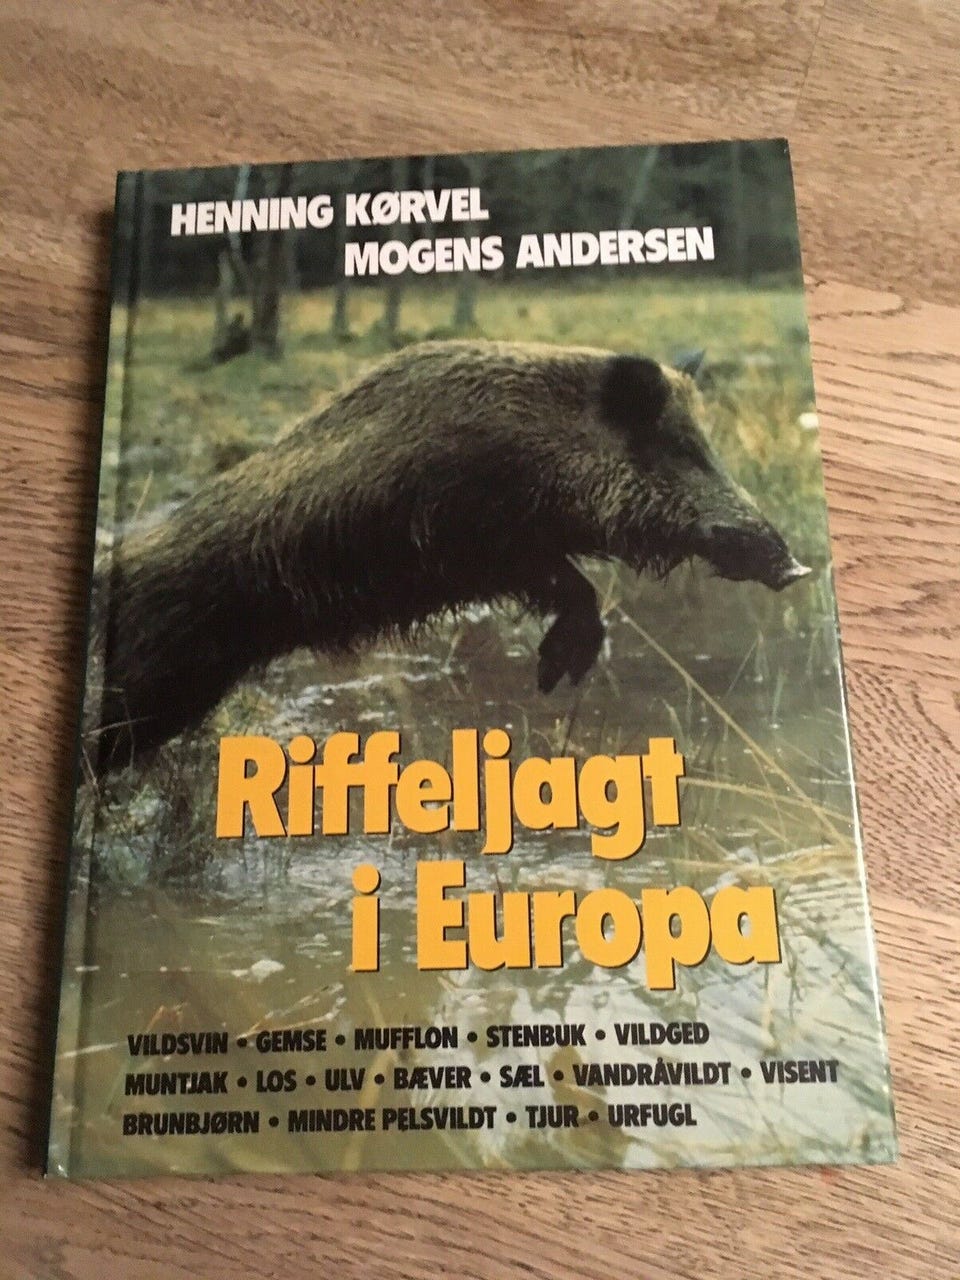 HENNING KØRVEL
MOGENS ANDERSEN
Riffeljagt
i Europa
VILDSVIN • GEMSE • MUFFLON • STENBUK • VILDGED
MUNTJAK • LOS • ULV • BÆVER • SÆL • VANDRÅVILDT • VISENT
BRUNBJØRN • MINDRE PELSVILDT • TJUR • URFUGL